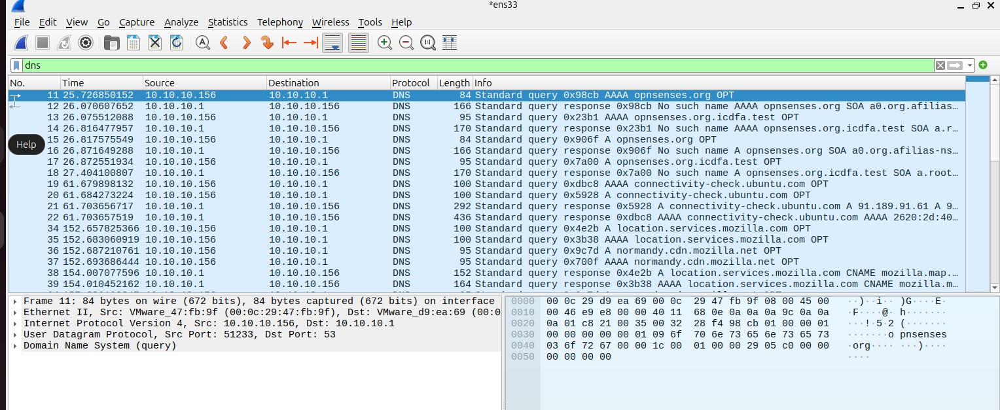 *ens33
File Edit View Go Capture Analyze Statistics Telephony Wireless Tools Help
dns
No. Time Source Destination Protocol Length Info
11 25.726850152 10.10.10.156 10.10.10.1 DNS 84 Standard query 0x98cb AAAA opnsenses.org OPT
12 26.070607652 10.10.10.1 10.10.10.156 DNS 166 Standard query response 0x98cb No such name AAAA opnsenses.org SOA a0.org.afilias…
13 26.075512088 10.10.10.156 10.10.10.1 DNS 95 Standard query 0x23b1 AAAA opnsenses.org.icdfa.test OPT
14 26.816477957 10.10.10.1 10.10.10.156 DNS 170 Standard query response 0x23b1 No such name AAAA opnsenses.org.icdfa.test SOA a.r…
Help
15 26.817575549 10.10.10.156 10.10.10.1 DNS 84 Standard query 0x906f A opnsenses.org OPT
16 26.871649288 10.10.10.1 10.10.10.156 DNS 166 Standard query response 0x906f No such name A opnsenses.org SOA a0.org.afilias-ns…
17 26.872551934 10.10.10.156 10.10.10.1 DNS 95 Standard query 0x7a00 A opnsenses.org.icdfa.test OPT
18 27.404100807 10.10.10.1 10.10.10.156 DNS 170 Standard query response 0x7a00 No such name A opnsenses.org.icdfa.test SOA a.root…
19 61.679898132 10.10.10.156 10.10.10.1 DNS 100 Standard query 0xdbc8 AAAA connectivity-check.ubuntu.com OPT
20 61.684273224 10.10.10.156 10.10.10.1 DNS 100 Standard query 0x5928 A connectivity-check.ubuntu.com OPT
21 61.703656717 10.10.10.1 10.10.10.156 DNS 292 Standard query response 0x5928 A connectivity-check.ubuntu.com A 91.189.91.61 A 9…
22 61.703657519 10.10.10.1 10.10.10.156 DNS 436 Standard query response 0xdbc8 AAAA connectivity-check.ubuntu.com AAAA 2620:2d:40…
34 152.657825366 10.10.10.156 10.10.10.1 DNS 100 Standard query 0x4e2b A location.services.mozilla.com OPT
35 152.683060919 10.10.10.156 10.10.10.1 DNS 100 Standard query 0x3b38 AAAA location.services.mozilla.com OPT
36 152.687210761 10.10.10.156 10.10.10.1 DNS 95 Standard query 0x9c7d A normandy.cdn.mozilla.net OPT
37 152.693686444 10.10.10.156 10.10.10.1 DNS 95 Standard query 0x700f AAAA normandy.cdn.mozilla.net OPT
38 154.007077596 10.10.10.1 10.10.10.156 DNS 152 Standard query response 0x4e2b A location.services.mozilla.com CNAME mozilla.map.…
39 154.010452162 10.10.10.1 10.10.10.156 DNS 164 Standard query response 0x3b38 AAAA location.services.mozilla.com CNAME mozilla.m…
Frame 11: 84 bytes on wire (672 bits), 84 bytes captured (672 bits) on interface
Ethernet II, Src: VMware_47:fb:9f (00:0c:29:47:fb:9f), Dst: VMware_d9:ea:69 (00:0
Internet Protocol Version 4, Src: 10.10.10.156, Dst: 10.10.10.1
User Datagram Protocol, Src Port: 51233, Dst Port: 53
Domain Name System (query)
0000 00 0c 29 d9 ea 69 00 0c 29 47 fb 9f 08 00 45 00 ··)··i·· )G····E·
0010 00 46 e9 e8 00 00 40 11 68 0e 0a 0a 0a 9c 0a 0a ·F····@· h·······
0020 0a 01 c8 21 00 35 00 32 28 f4 98 cb 01 00 00 01 ···!·5·2 (·······
0030 00 00 00 00 00 01 09 6f 70 6e 73 65 6e 73 65 73 ·······o pnsenses
0040 03 6f 72 67 00 00 1c 00 01 00 00 29 05 c0 00 00 ·org···· ···)····
0050 00 00 00 00 ····